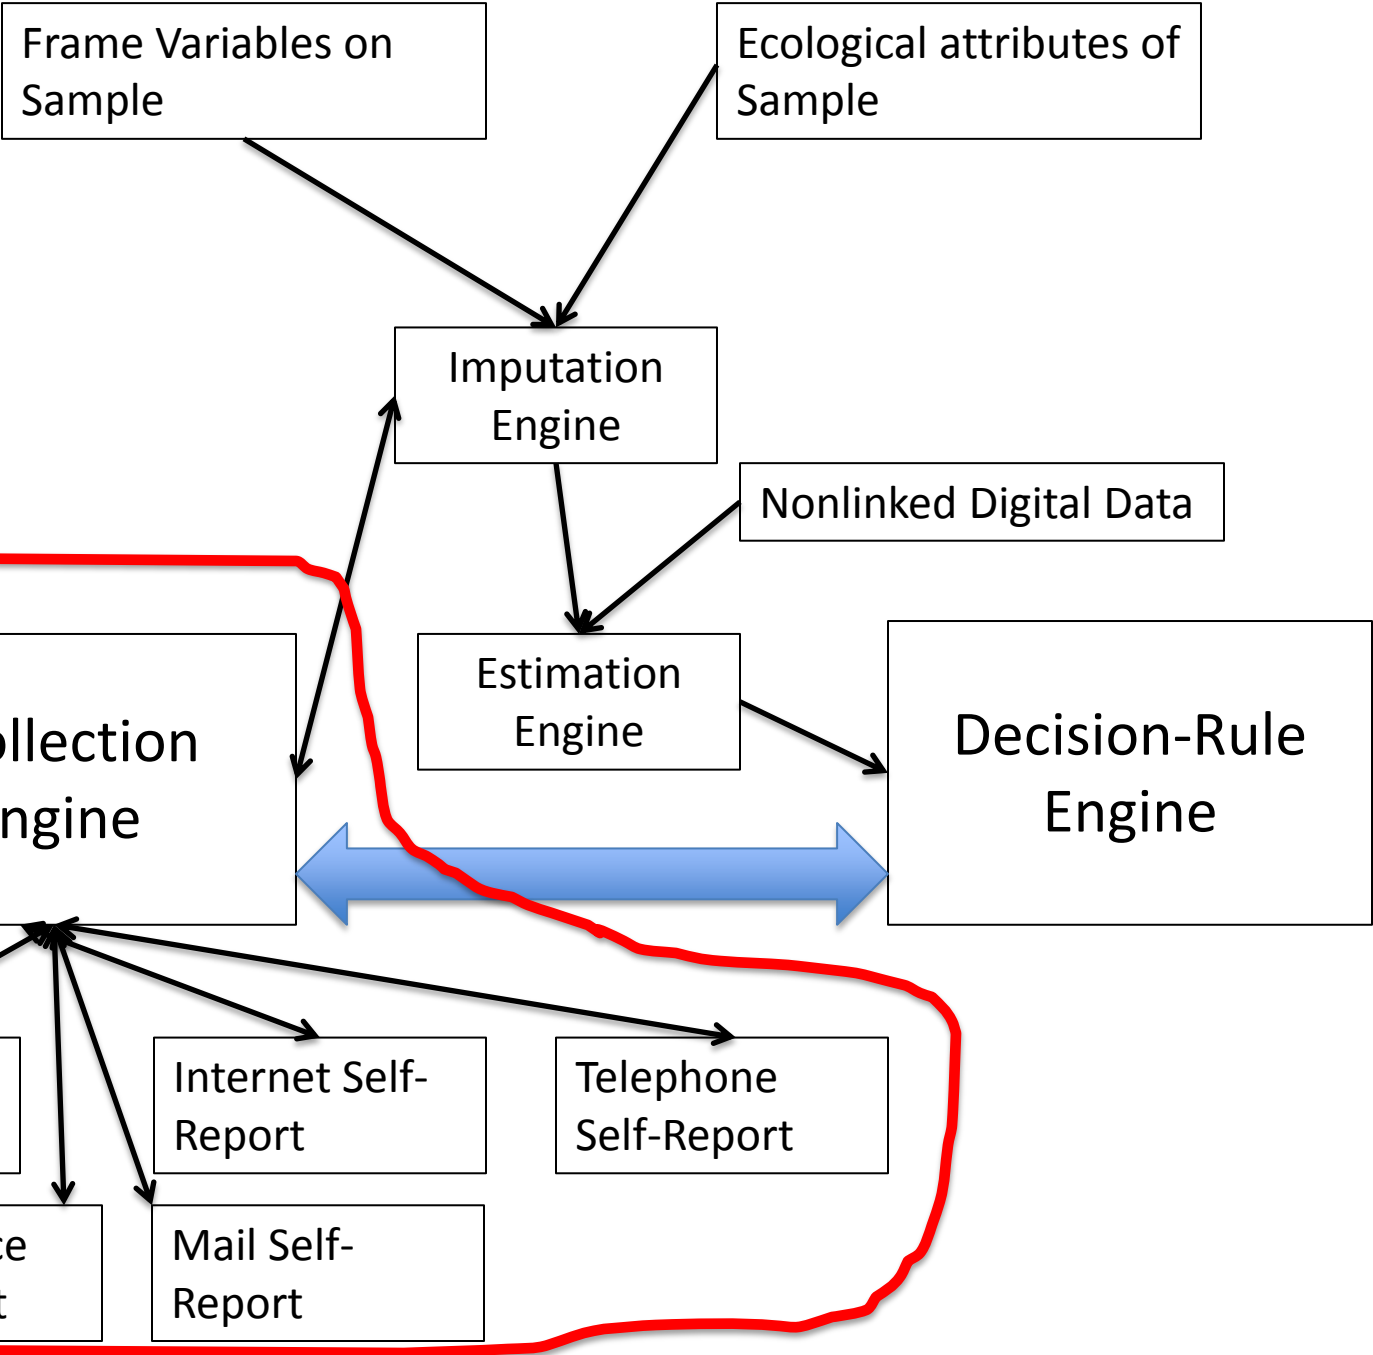 Frame Variables on
Sample
Ecological attributes of
Sample
Imputation
Engine
Nonlinked Digital Data
Estimation
Engine
Decision-Rule
Engine
ollection
ngine
Internet Self-
Report
Telephone
Self-Report
Mail Self-
Report